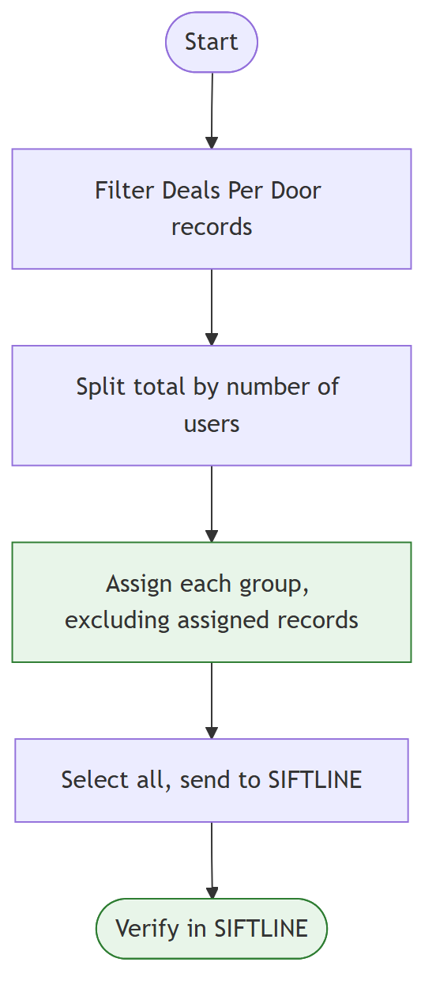 Start
Filter Deals Per Door
records
Split total by number of
users
Assign each group,
excluding assigned records
Select all, send to SIFTLINE
Verify in SIFTLINE